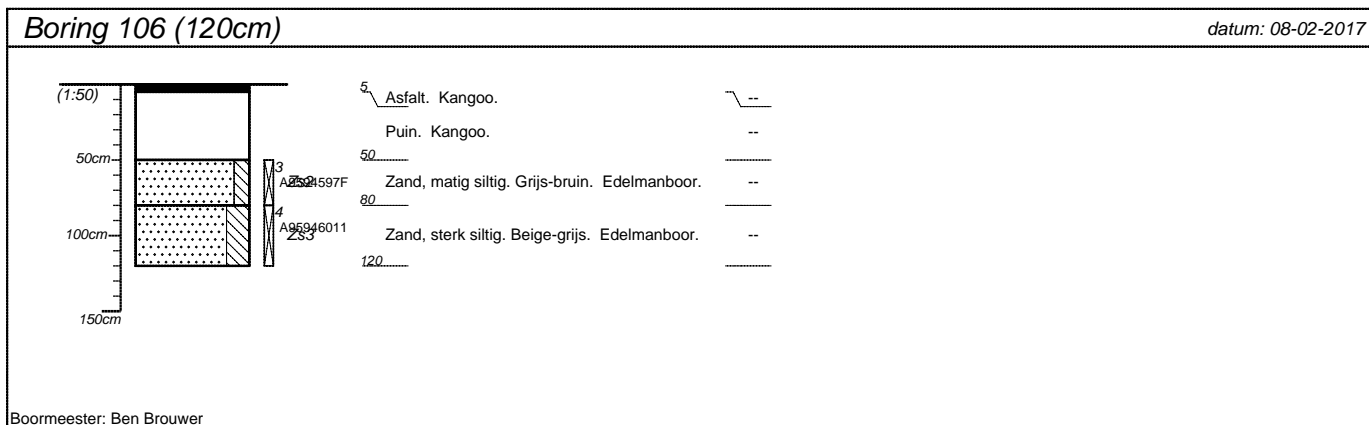 Boring 106 (120cm)
datum: 08-02-2017
(1:50)
5
Asfalt. Kangoo.
--
Puin. Kangoo.
--
50cm
50
3
Zs2
Zand, matig siltig. Grijs-bruin. Edelmanboor.
--
80
4
A95946011
Zs3
100cm
Zand, sterk siltig. Beige-grijs. Edelmanboor.
--
120
150cm
Boormeester: Ben Brouwer